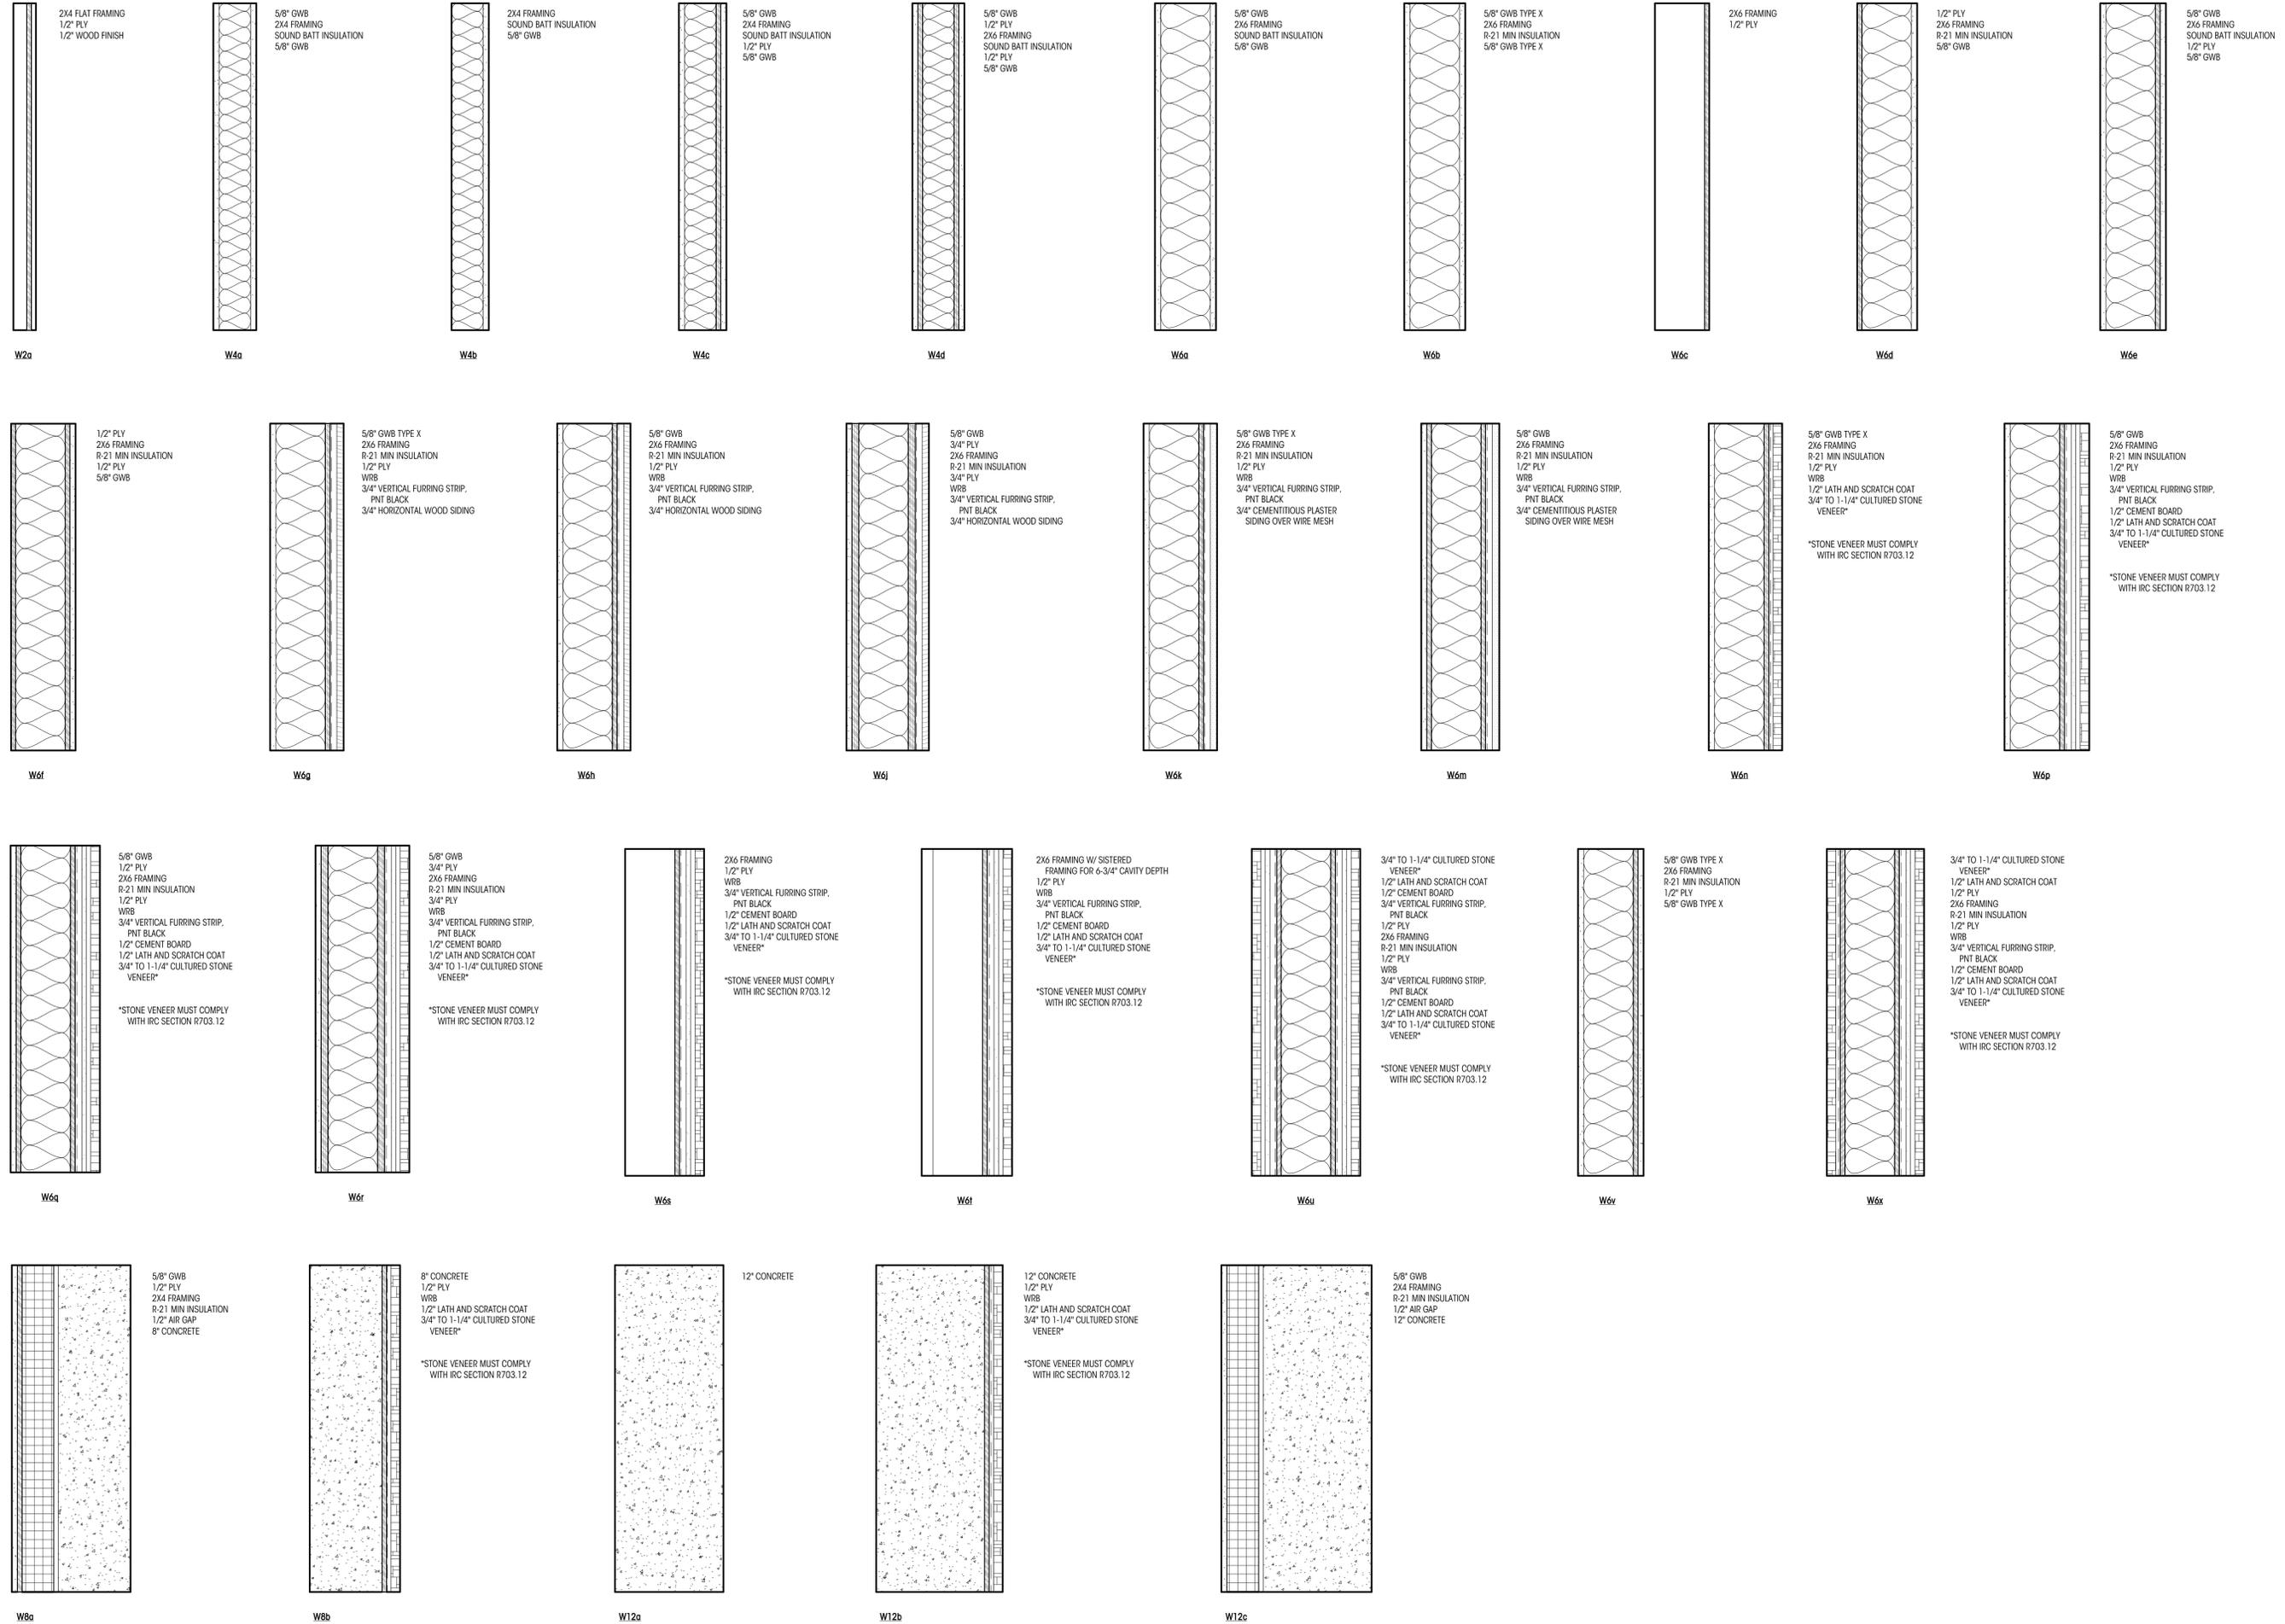 2X4 FLAT FRAMING
1/2" PLY
1/2" WOOD FINISH
W2a
5/8" GWB
2X4 FRAMING
SOUND BATT INSULATION
5/8" GWB
W4a
2X4 FRAMING
SOUND BATT INSULATION
5/8" GWB
W4b
5/8" GWB
2X4 FRAMING
SOUND BATT INSULATION
1/2" PLY
5/8" GWB
W4c
5/8" GWB
1/2" PLY
2X6 FRAMING
SOUND BATT INSULATION
1/2" PLY
5/8" GWB
W4d
5/8" GWB
2X6 FRAMING
SOUND BATT INSULATION
5/8" GWB
W6a
5/8" GWB TYPE X
2X6 FRAMING
R-21 MIN INSULATION
5/8" GWB TYPE X
W6b
2X6 FRAMING
1/2" PLY
W6c
1/2" PLY
2X6 FRAMING
R-21 MIN INSULATION
5/8" GWB
W6d
5/8" GWB
2X6 FRAMING
SOUND BATT INSULATION
1/2" PLY
5/8" GWB
W6e
1/2" PLY
2X6 FRAMING
R-21 MIN INSULATION
1/2" PLY
5/8" GWB
W6f
5/8" GWB TYPE X
2X6 FRAMING
R-21 MIN INSULATION
1/2" PLY
WRB
3/4" VERTICAL FURRING STRIP,
PNT BLACK
3/4" HORIZONTAL WOOD SIDING
W6g
5/8" GWB
2X6 FRAMING
R-21 MIN INSULATION
1/2" PLY
WRB
3/4" VERTICAL FURRING STRIP,
PNT BLACK
3/4" HORIZONTAL WOOD SIDING
W6h
5/8" GWB
3/4" PLY
2X6 FRAMING
R-21 MIN INSULATION
3/4" PLY
WRB
3/4" VERTICAL FURRING STRIP,
PNT BLACK
3/4" HORIZONTAL WOOD SIDING
W6j
5/8" GWB TYPE X
2X6 FRAMING
R-21 MIN INSULATION
1/2" PLY
WRB
3/4" VERTICAL FURRING STRIP,
PNT BLACK
3/4" CEMENTITIOUS PLASTER
SIDING OVER WIRE MESH
W6k
5/8" GWB
2X6 FRAMING
R-21 MIN INSULATION
1/2" PLY
WRB
3/4" VERTICAL FURRING STRIP,
PNT BLACK
3/4" CEMENTITIOUS PLASTER
SIDING OVER WIRE MESH
W6m
5/8" GWB TYPE X
2X6 FRAMING
R-21 MIN INSULATION
1/2" PLY
WRB
1/2" LATH AND SCRATCH COAT
3/4" TO 1-1/4" CULTURED STONE
VENEER*
*STONE VENEER MUST COMPLY
WITH IRC SECTION R703.12
W6n
5/8" GWB
2X6 FRAMING
R-21 MIN INSULATION
1/2" PLY
WRB
3/4" VERTICAL FURRING STRIP,
PNT BLACK
1/2" CEMENT BOARD
1/2" LATH AND SCRATCH COAT
3/4" TO 1-1/4" CULTURED STONE
VENEER*
*STONE VENEER MUST COMPLY
WITH IRC SECTION R703.12
W6p
5/8" GWB
1/2" PLY
2X6 FRAMING
R-21 MIN INSULATION
1/2" PLY
WRB
3/4" VERTICAL FURRING STRIP,
PNT BLACK
1/2" CEMENT BOARD
1/2" LATH AND SCRATCH COAT
3/4" TO 1-1/4" CULTURED STONE
VENEER*
*STONE VENEER MUST COMPLY
WITH IRC SECTION R703.12
W6q
5/8" GWB
3/4" PLY
2X6 FRAMING
R-21 MIN INSULATION
3/4" PLY
WRB
3/4" VERTICAL FURRING STRIP,
PNT BLACK
1/2" CEMENT BOARD
1/2" LATH AND SCRATCH COAT
3/4" TO 1-1/4" CULTURED STONE
VENEER*
*STONE VENEER MUST COMPLY
WITH IRC SECTION R703.12
W6r
2X6 FRAMING
1/2" PLY
WRB
3/4" VERTICAL FURRING STRIP,
PNT BLACK
1/2" CEMENT BOARD
1/2" LATH AND SCRATCH COAT
3/4" TO 1-1/4" CULTURED STONE
VENEER*
*STONE VENEER MUST COMPLY
WITH IRC SECTION R703.12
W6s
2X6 FRAMING W/ SISTERED
FRAMING FOR 6-3/4" CAVITY DEPTH
1/2" PLY
WRB
3/4" VERTICAL FURRING STRIP,
PNT BLACK
1/2" CEMENT BOARD
1/2" LATH AND SCRATCH COAT
3/4" TO 1-1/4" CULTURED STONE
VENEER*
*STONE VENEER MUST COMPLY
WITH IRC SECTION R703.12
W6t
3/4" TO 1-1/4" CULTURED STONE
VENEER*
1/2" LATH AND SCRATCH COAT
1/2" CEMENT BOARD
3/4" VERTICAL FURRING STRIP,
PNT BLACK
1/2" PLY
2X6 FRAMING
R-21 MIN INSULATION
1/2" PLY
WRB
3/4" VERTICAL FURRING STRIP,
PNT BLACK
1/2" CEMENT BOARD
1/2" LATH AND SCRATCH COAT
3/4" TO 1-1/4" CULTURED STONE
VENEER*
*STONE VENEER MUST COMPLY
WITH IRC SECTION R703.12
W6u
5/8" GWB TYPE X
2X6 FRAMING
R-21 MIN INSULATION
1/2" PLY
5/8" GWB TYPE X
W6v
3/4" TO 1-1/4" CULTURED STONE
VENEER*
1/2" LATH AND SCRATCH COAT
1/2" PLY
1/2" PLY
2X6 FRAMING
R-21 MIN INSULATION
1/2" PLY
WRB
3/4" VERTICAL FURRING STRIP,
PNT BLACK
1/2" CEMENT BOARD
1/2" LATH AND SCRATCH COAT
3/4" TO 1-1/4" CULTURED STONE
VENEER*
*STONE VENEER MUST COMPLY
WITH IRC SECTION R703.12
W6x
5/8" GWB
1/2" PLY
2X4 FRAMING
R-21 MIN INSULATION
1/2" AIR GAP
8" CONCRETE
W8a
8" CONCRETE
1/2" PLY
WRB
1/2" LATH AND SCRATCH COAT
3/4" TO 1-1/4" CULTURED STONE
VENEER*
*STONE VENEER MUST COMPLY
WITH IRC SECTION R703.12
W8b
12" CONCRETE
W12a
12" CONCRETE
1/2" PLY
WRB
1/2" LATH AND SCRATCH COAT
3/4" TO 1-1/4" CULTURED STONE
VENEER*
*STONE VENEER MUST COMPLY
WITH IRC SECTION R703.12
W12b
5/8" GWB
2X4 FRAMING
R-21 MIN INSULATION
1/2" AIR GAP
12" CONCRETE
W12c